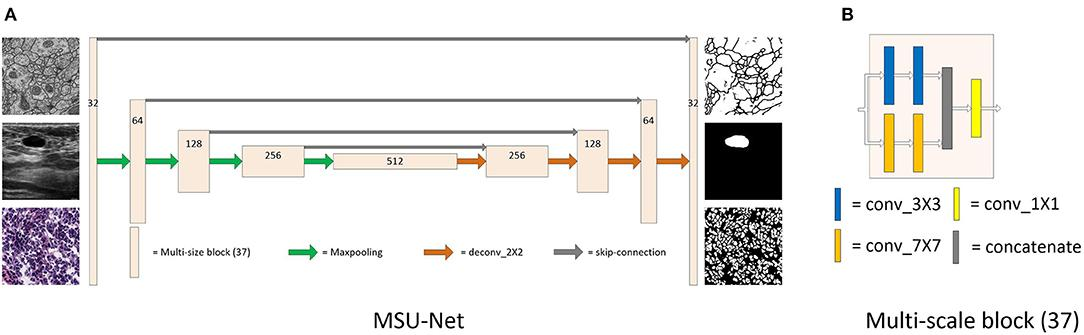 A
B
32
64
128
256
512
256
128
64
32
= Multi-size block (37)
= Maxpooling
= deconv_2X2
= skip-connection
MSU-Net
= conv_3X3
= conv_1X1
= conv_7X7
= concatenate
Multi-scale block (37)